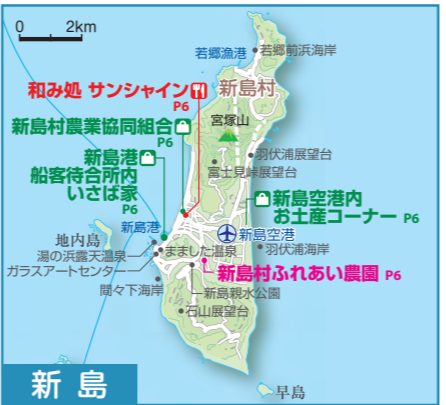 0 2km
若郷漁港
若郷前浜海岸
和み処 サンシャイン
P6
新島村
新島村農業協同組合
P6
宮塚山
新島港
船客待合所内
いさば家
P6
羽伏浦展望台
富士見峠展望台
新島空港内
お土産コーナー P6
新島港
地内島
新島空港
湯の浜露天温泉
まました温泉
羽伏浦海岸
ガラスアートセンター
新島村ふれあい農園 P6
間々下海岸
新島親水公園
石山展望台
新島
早島